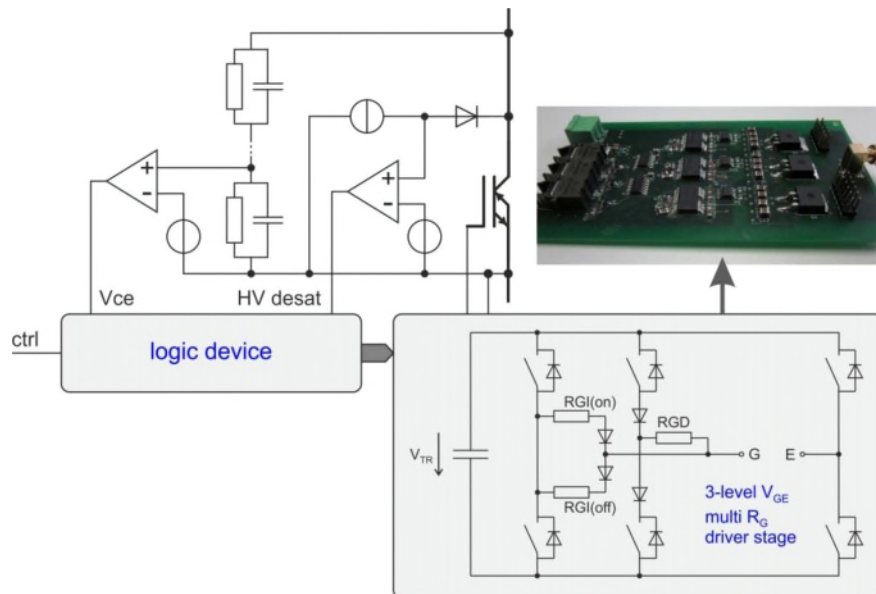 Vce
HV desat
ctrl
logic device
RGI(on)
RGD
V_TR
G
E
RGI(off)
3-level V_GE
multi R_G
driver stage
+
-
+
-